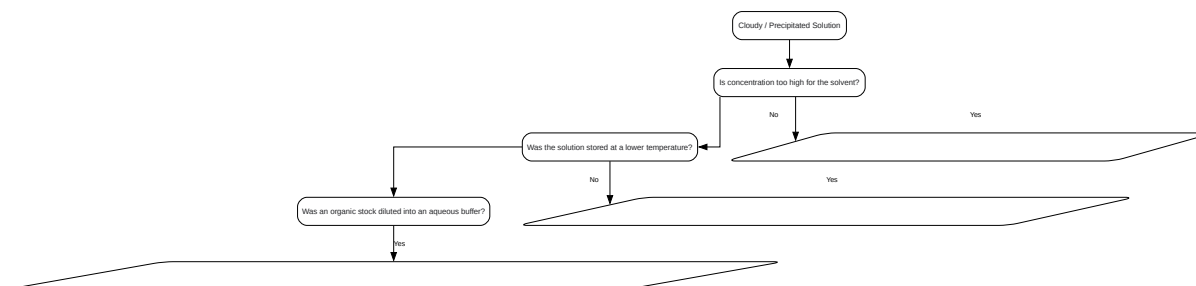 Cloudy / Precipitated Solution
Is concentration too high for the solvent?
No
Yes
Was the solution stored at a lower temperature?
No
Yes
Was an organic stock diluted into an aqueous buffer?
Yes